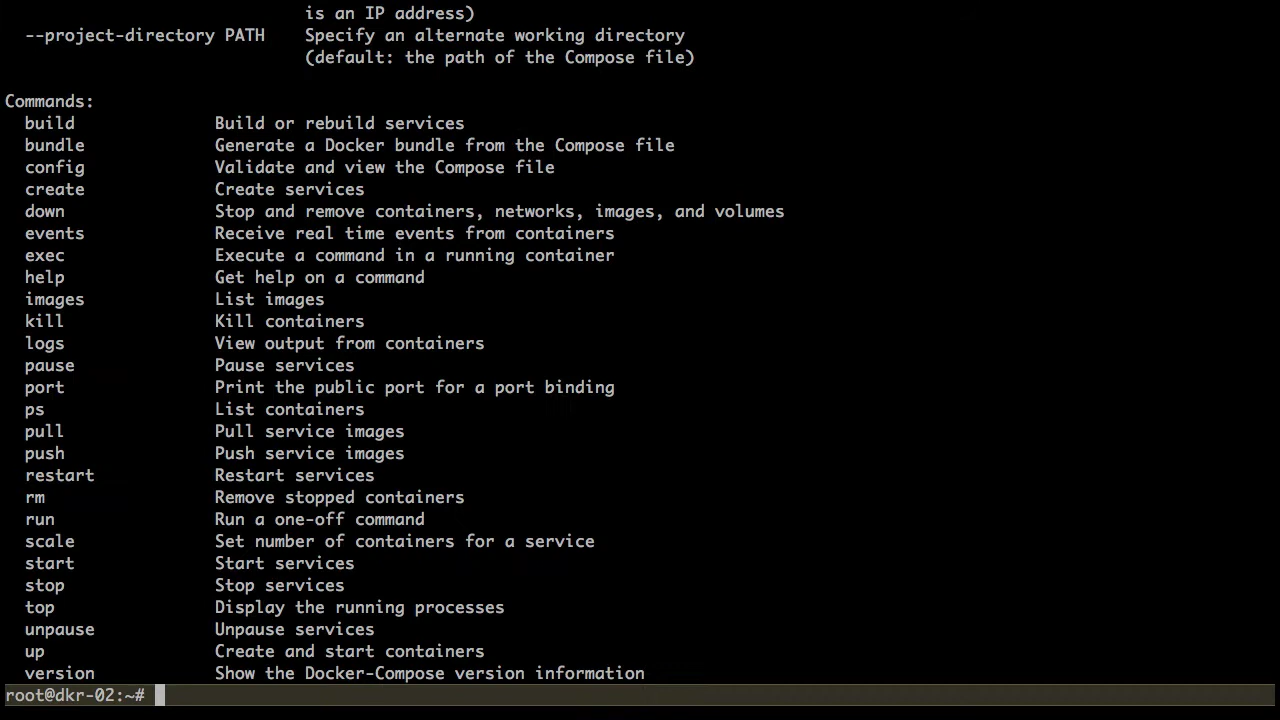 is an IP address)
--project-directory PATH    Specify an alternate working directory
(default: the path of the Compose file)
Commands:
build              Build or rebuild services
bundle             Generate a Docker bundle from the Compose file
config             Validate and view the Compose file
create             Create services
down               Stop and remove containers, networks, images, and volumes
events             Receive real time events from containers
exec               Execute a command in a running container
help               Get help on a command
images             List images
kill               Kill containers
logs               View output from containers
pause              Pause services
port               Print the public port for a port binding
ps                 List containers
pull               Pull service images
push               Push service images
restart            Restart services
rm                 Remove stopped containers
run                Run a one-off command
scale              Set number of containers for a service
start              Start services
stop               Stop services
top                Display the running processes
unpause            Unpause services
up                 Create and start containers
version            Show the Docker-Compose version information
root@dkr-02:~#